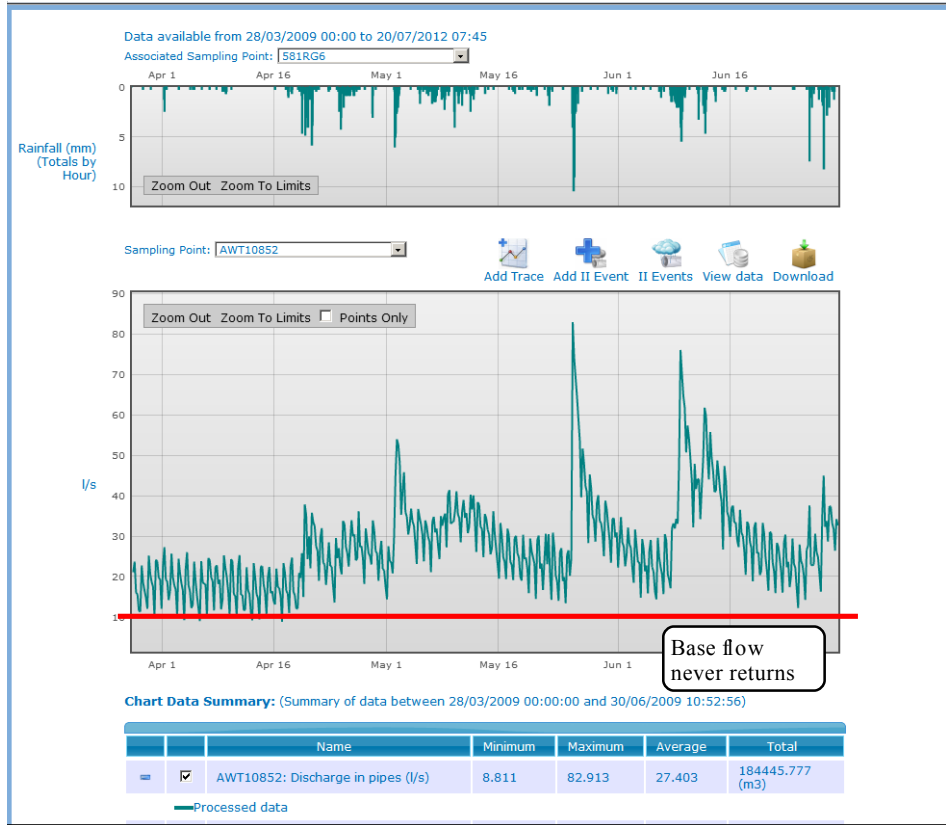 Data available from 28/03/2009 00:00 to 20/07/2012 07:45
Associated Sampling Point: 581RG6
Apr 1 Apr 16 May 1 May 16 Jun 1 Jun 16
0
5
10
Rainfall (mm)
(Totals by
Hour)
Zoom Out Zoom To Limits
Sampling Point: AWT10852
Add Trace Add II Event II Events View data Download
90
80
70
60
50
40
30
20
10
l/s
Zoom Out Zoom To Limits Points Only
Base flow
never returns
Apr 1 Apr 16 May 1 May 16 Jun 1
Chart Data Summary: (Summary of data between 28/03/2009 00:00:00 and 30/06/2009 10:52:56)
Name Minimum Maximum Average Total
AWT10852: Discharge in pipes (l/s) 8.811 82.913 27.403 184445.777
(m3)
Processed data